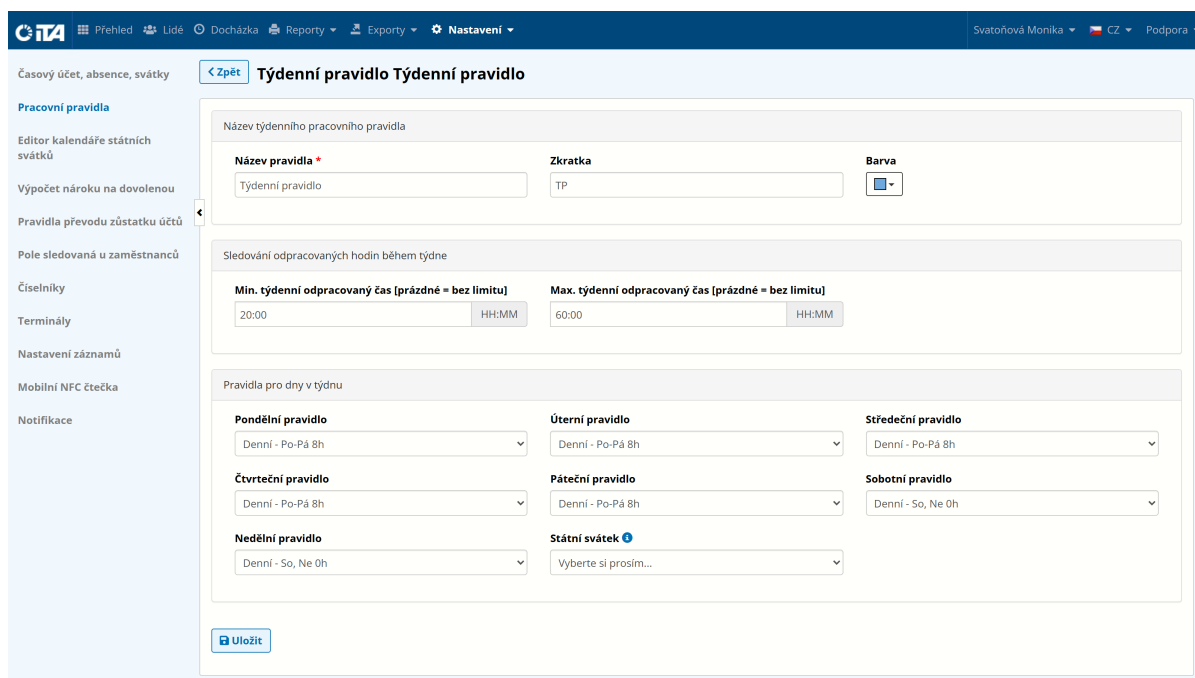 GiTA Přehled Lidé Docházka Reporty Exporty Nastavení Svatoňová Monika CZ Podpora
Časový účet, absence, svátky
Pracovní pravidla
Editor kalendáře státních
svátků
Výpočet nároku na dovolenou
Pravidla převodu zůstatku účtů
Pole sledovaná u zaměstnanců
Číselníky
Terminály
Nastavení záznamů
Mobilní NFC čtečka
Notifikace
Zpět Týdenní pravidlo Týdenní pravidlo
Název týdenního pracovního pravidla
Název pravidla * Zkratka Barva
Týdenní pravidlo TP
Sledování odpracovaných hodin během týdne
Min. týdenní odpracovaný čas [prázdné = bez limitu] Max. týdenní odpracovaný čas [prázdné = bez limitu]
20:00 HH:MM 60:00 HH:MM
Pravidla pro dny v týdnu
Pondělní pravidlo Úterní pravidlo Středeční pravidlo
Denní - Po-Pá 8h Denní - Po-Pá 8h Denní - Po-Pá 8h
Čtvrteční pravidlo Páteční pravidlo Sobotní pravidlo
Denní - Po-Pá 8h Denní - Po-Pá 8h Denní - So, Ne 0h
Nedělní pravidlo Státní svátek
Denní - So, Ne 0h Vyberte si prosím...
Uložit